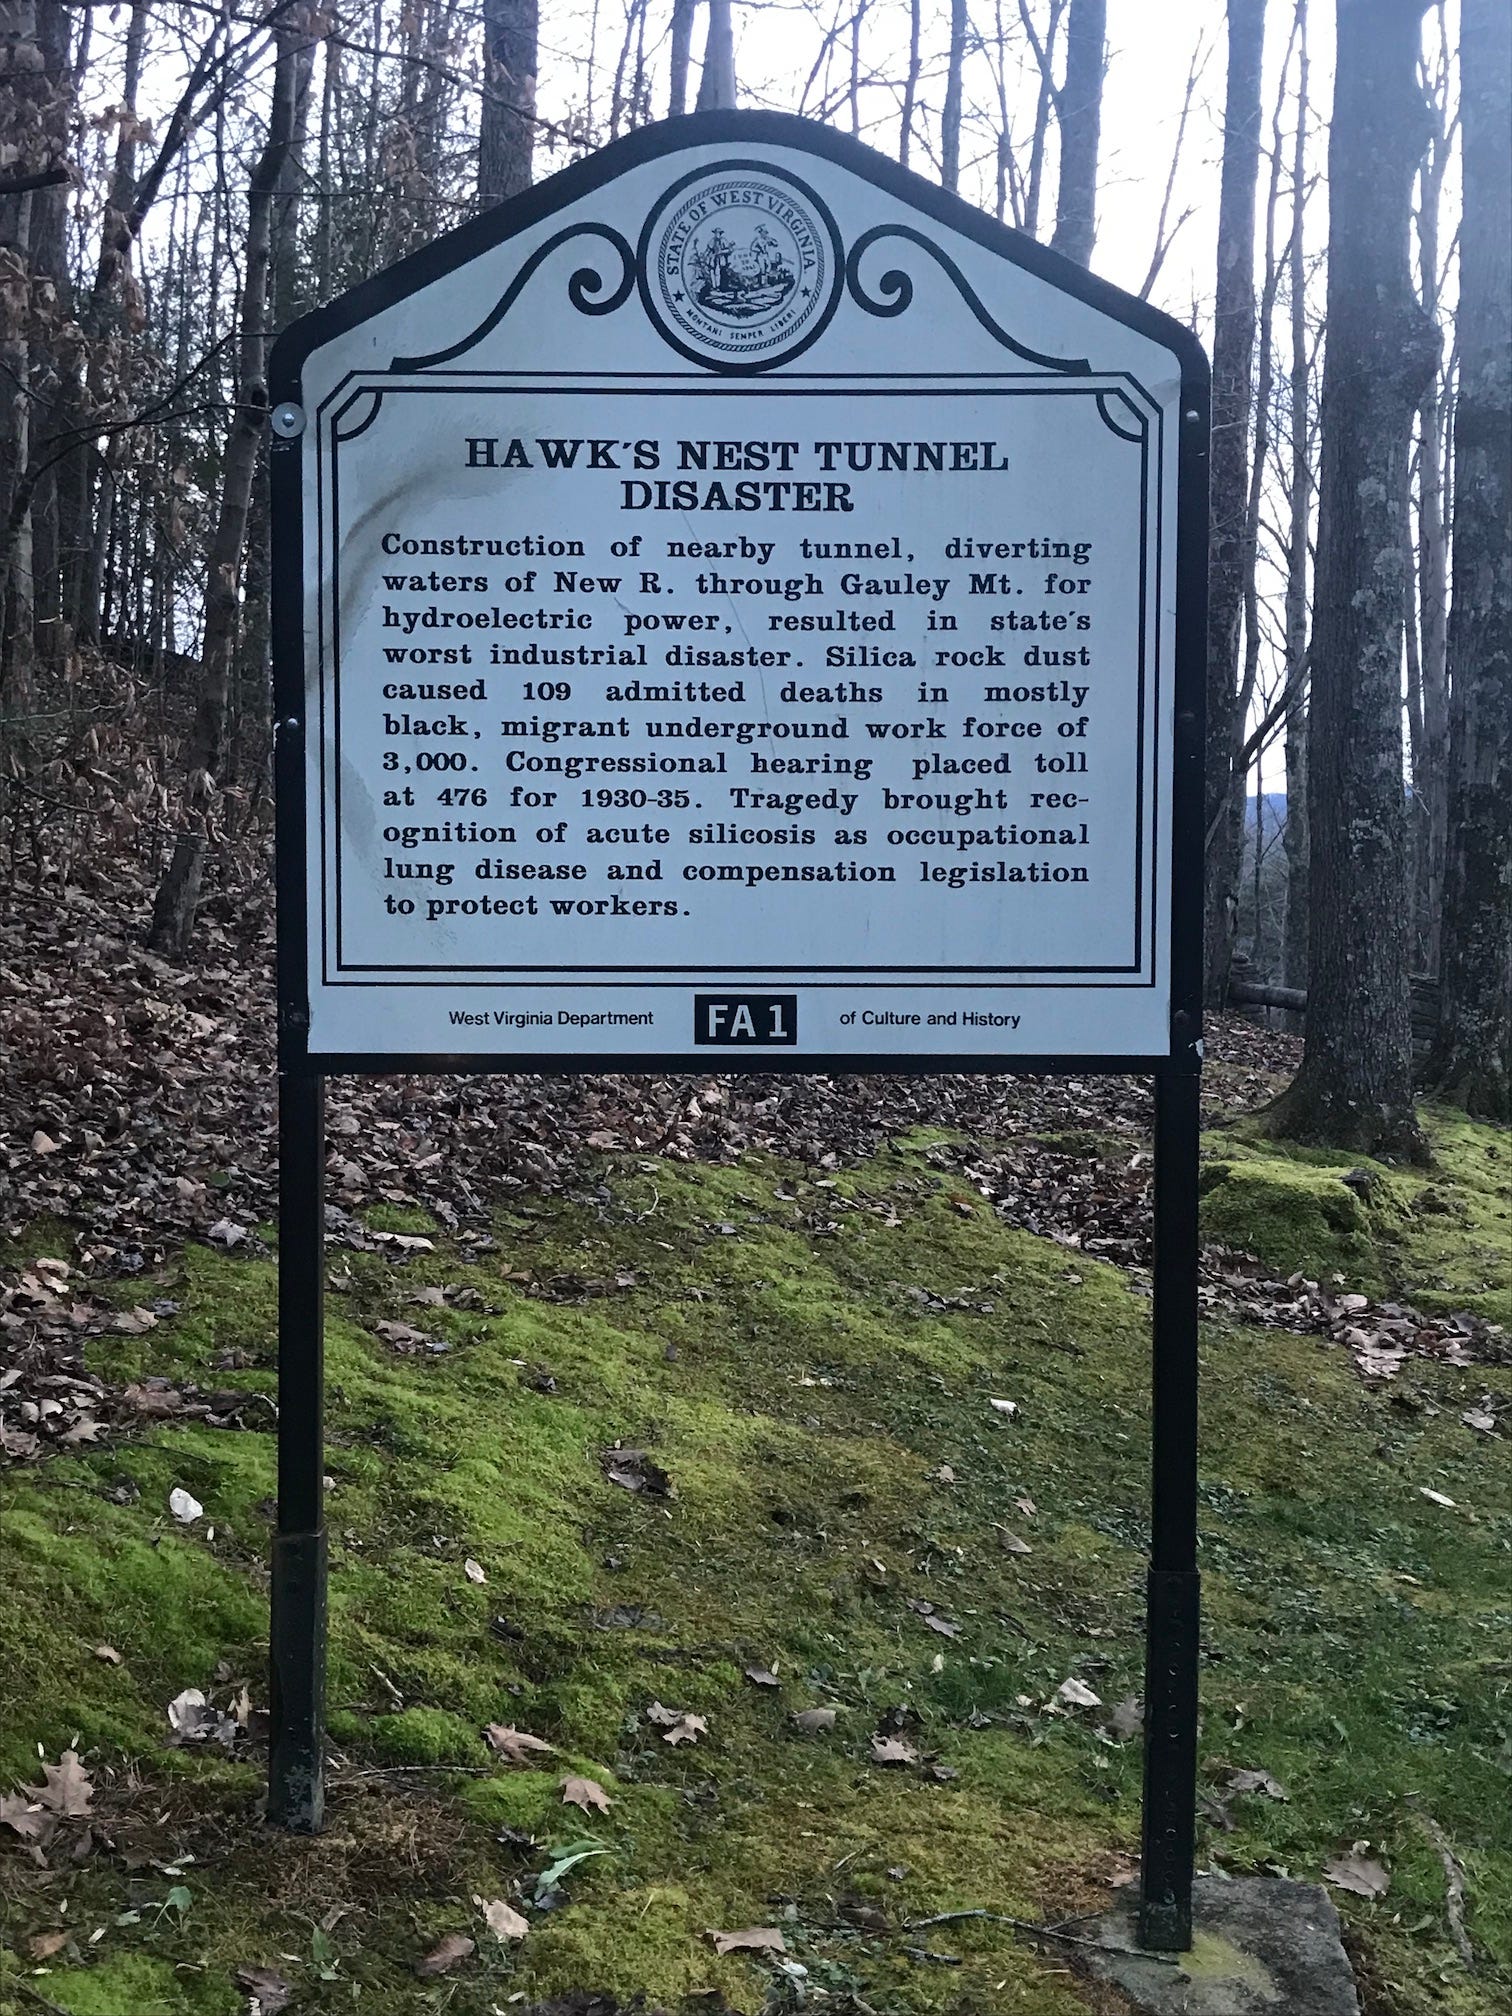 STATE OF WEST VIRGINIA
MONTANI SEMPER LIBERI
HAWK'S NEST TUNNEL
DISASTER
Construction of nearby tunnel, diverting
waters of New R. through Gauley Mt. for
hydroelectric power, resulted in state's
worst industrial disaster. Silica rock dust
caused 109 admitted deaths in mostly
black, migrant underground work force of
3,000. Congressional hearing placed toll
at 476 for 1930-35. Tragedy brought rec-
ognition of acute silicosis as occupational
lung disease and compensation legislation
to protect workers.
West Virginia Department FA 1 of Culture and History